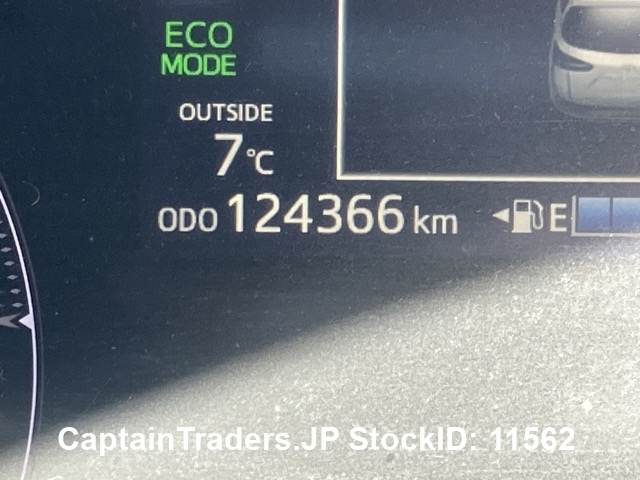 ECO
MODE
OUTSIDE
7°C
ODO 124366 km
E
CaptainTraders.JP StockID: 11562